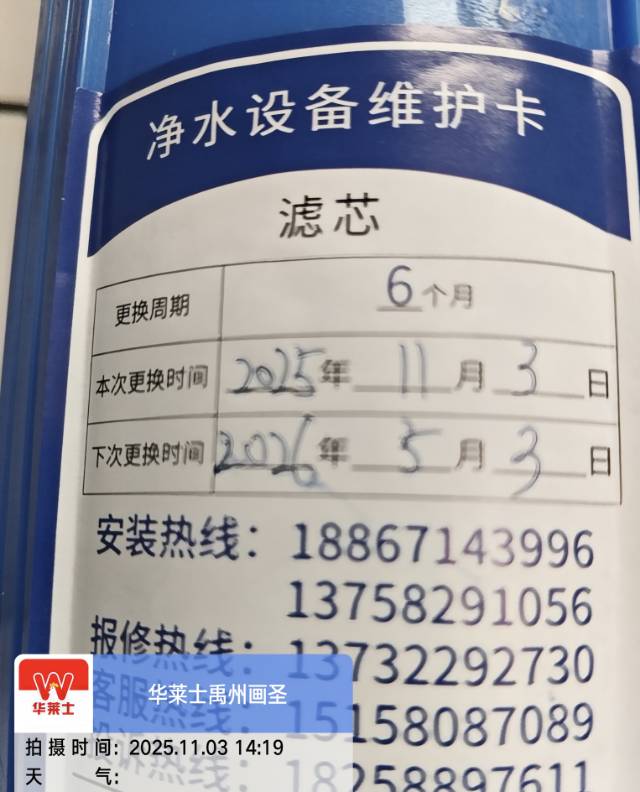 净水设备维护卡
滤芯
更换周期 6个月
本次更换时间 2025年 11月 3日
下次更换时间 2026年 5月 3日
安装热线：18867143996
13758291056
报修热线：13732292730
客服热线：15158087089
投诉热线：18258897611
华莱士
华莱士禹州画圣
拍摄时间：2025.11.03 14:19
天气：